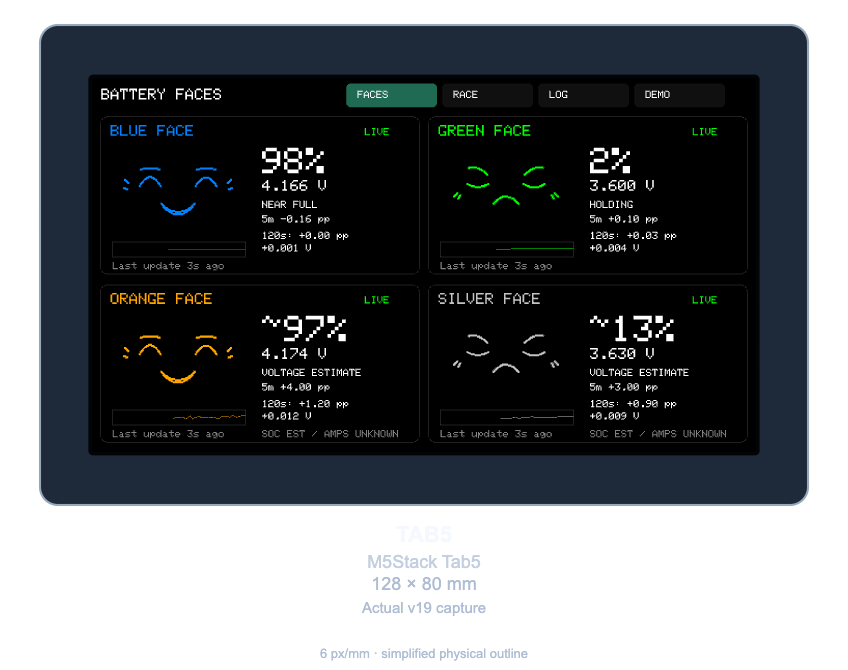 BATTERY FACES
FACES
RACE
LOG
DEMO
BLUE FACE
LIVE
98%
4.166 V
NEAR FULL
5m -0.16 pp
120s: +0.00 pp
+0.001 V
Last update 3s ago
GREEN FACE
LIVE
2%
3.600 V
HOLDING
5m +0.10 pp
120s: +0.03 pp
+0.004 V
Last update 3s ago
ORANGE FACE
LIVE
~97%
4.174 V
VOLTAGE ESTIMATE
5m +4.00 pp
120s: +1.20 pp
+0.012 V
Last update 3s ago
SOC EST / AMPS UNKNOWN
SILVER FACE
LIVE
~13%
3.630 V
VOLTAGE ESTIMATE
5m +3.00 pp
120s: +0.90 pp
+0.009 V
Last update 3s ago
SOC EST / AMPS UNKNOWN
TAB5
M5Stack Tab5
128 × 80 mm
Actual v19 capture
6 px/mm · simplified physical outline